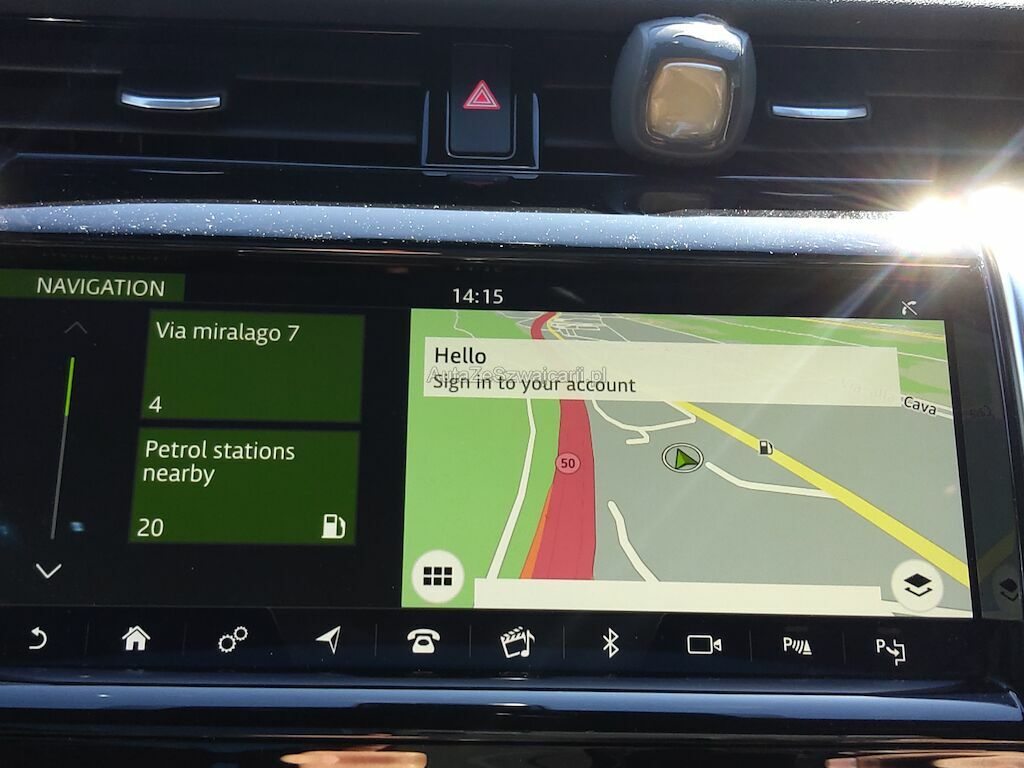 NAVIGATION
14:15
Via miralago 7
4
Petrol stations
nearby
20
Hello
AutaZeSzwajcarii.pl
Sign in to your account
Cava
50
P
P